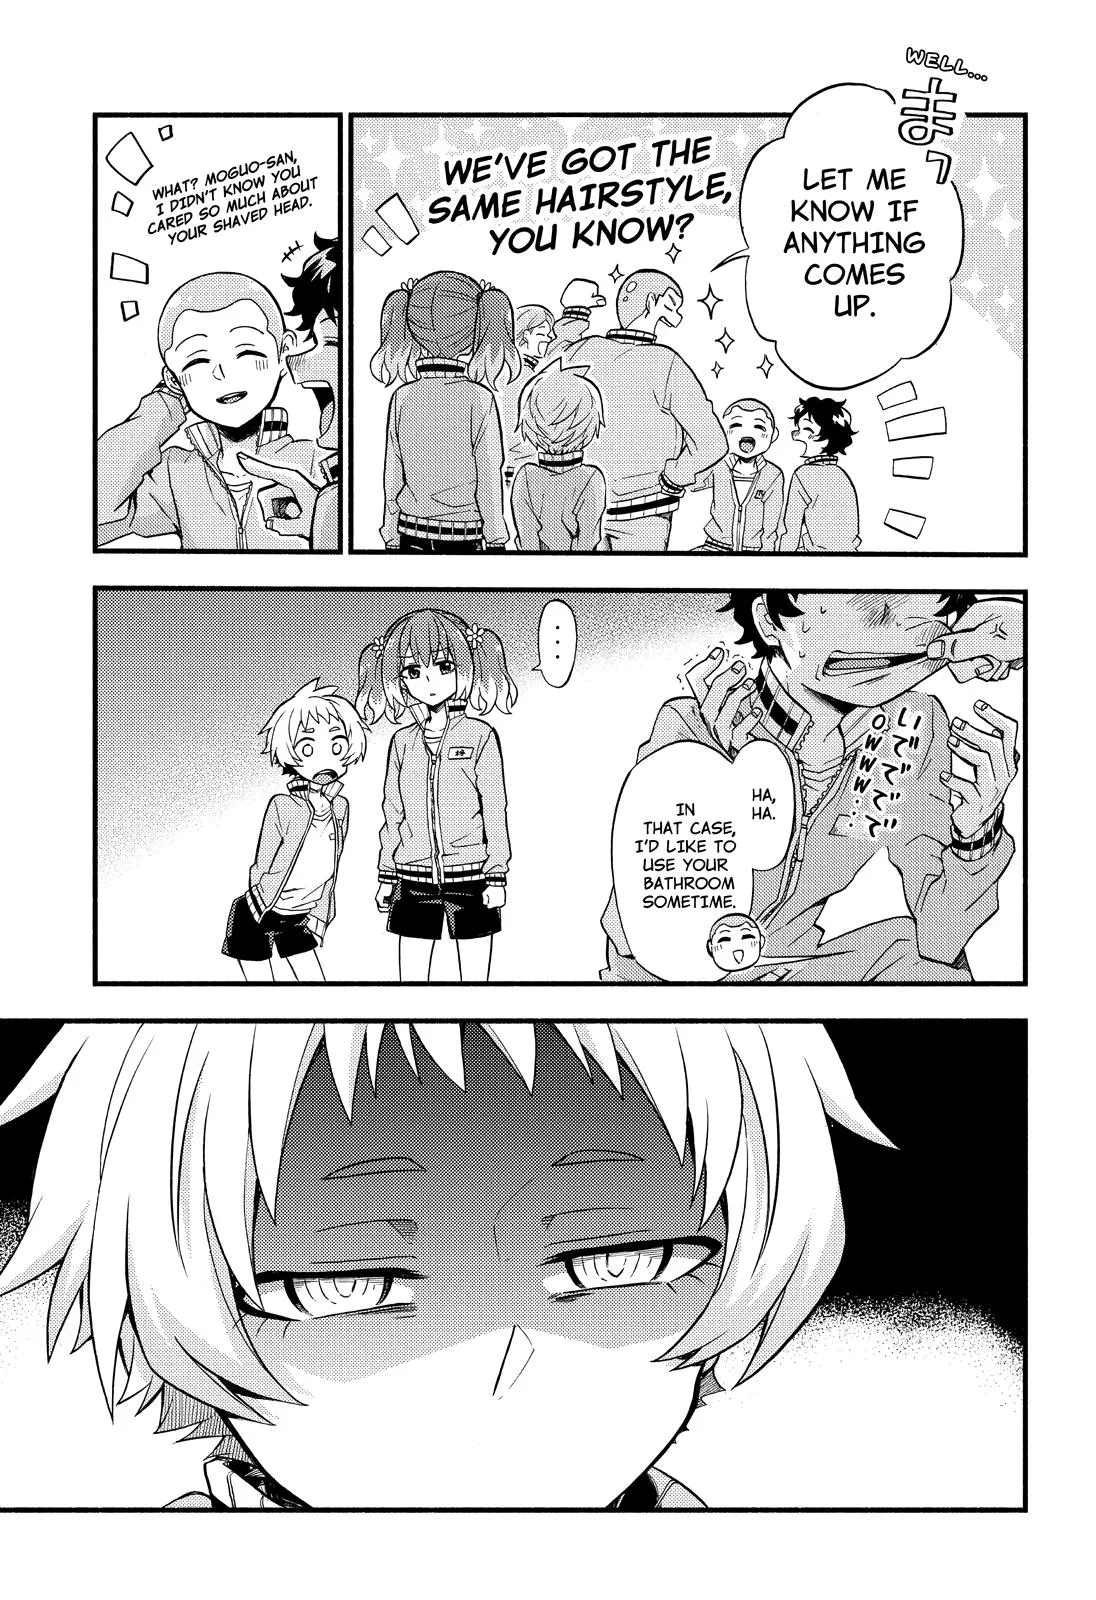 WELL...
まっ
LET ME
KNOW IF
ANYTHING
COMES
UP.
WE'VE GOT THE
SAME HAIRSTYLE,
YOU KNOW?
WHAT? MOGUO-SAN,
I DIDN'T KNOW YOU
CARED SO MUCH ABOUT
YOUR SHAVED HEAD.
いでででで
OWWW...
HA,
HA.
IN
THAT CASE,
I'D LIKE TO
USE YOUR
BATHROOM
SOMETIME.
...